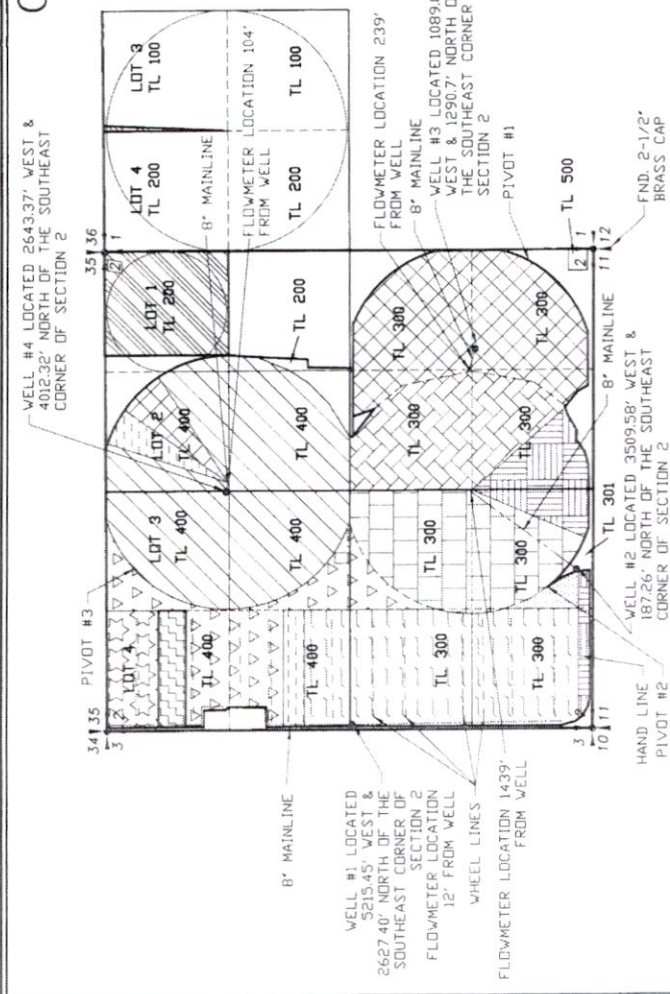 C
WELL #4 LOCATED 2643.37' WEST &
4012.32' NORTH OF THE SOUTHEAST
CORNER OF SECTION 2
PIVOT #3
34 35
3 2
35 36
2 1
LOT 4
LOT 3
TL 400
LOT 2
TL 400
LOT 1
TL 200
LOT 4
TL 200
LOT 3
TL 100
8" MAINLINE
FLOWMETER LOCATION 104'
FROM WELL
TL 400
TL 400
TL 400
TL 400
TL 200
TL 200
TL 100
8" MAINLINE
WELL #1 LOCATED
5215.45' WEST &
2627.40' NORTH OF THE
SOUTHEAST CORNER OF
SECTION 2
FLOWMETER LOCATION
12' FROM WELL
WHEEL LINES
FLOWMETER LOCATION 1439'
FROM WELL
TL 300
TL 300
TL 300
TL 300
TL 300
TL 300
TL 300
TL 300
FLOWMETER LOCATION 239'
FROM WELL
8" MAINLINE
WELL #3 LOCATED 1089.
WEST & 1290.7' NORTH O
THE SOUTHEAST CORNER
SECTION 2
PIVOT #1
TL 500
TL 301
8" MAINLINE
3 2
10 11
2 1
11 12
FND. 2-1/2"
BRASS CAP
HAND LINE
PIVOT #2
WELL #2 LOCATED 3509.58' WEST &
187.26' NORTH OF THE SOUTHEAST
CORNER OF SECTION 2